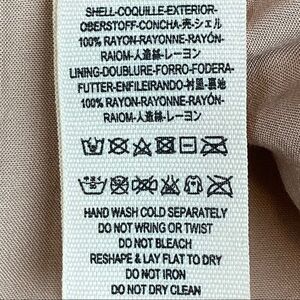 SHELL-COQUILLE-EXTERIOR-
OBERSTOFF-CONCHA-壳-シェル
100% RAYON-RAYONNE-RAYÓN-
RAIOM-人造絲-レーヨン
LINING-DOUBLURE-FORRO-FODERA-
FUTTER-ENFILEIRANDO-衬里-裏地
100% RAYON-RAYONNE-RAYÓN-
RAIOM-人造絲-レーヨン
HAND WASH COLD SEPARATELY
DO NOT WRING OR TWIST
DO NOT BLEACH
RESHAPE & LAY FLAT TO DRY
DO NOT IRON
DO NOT DRY CLEAN